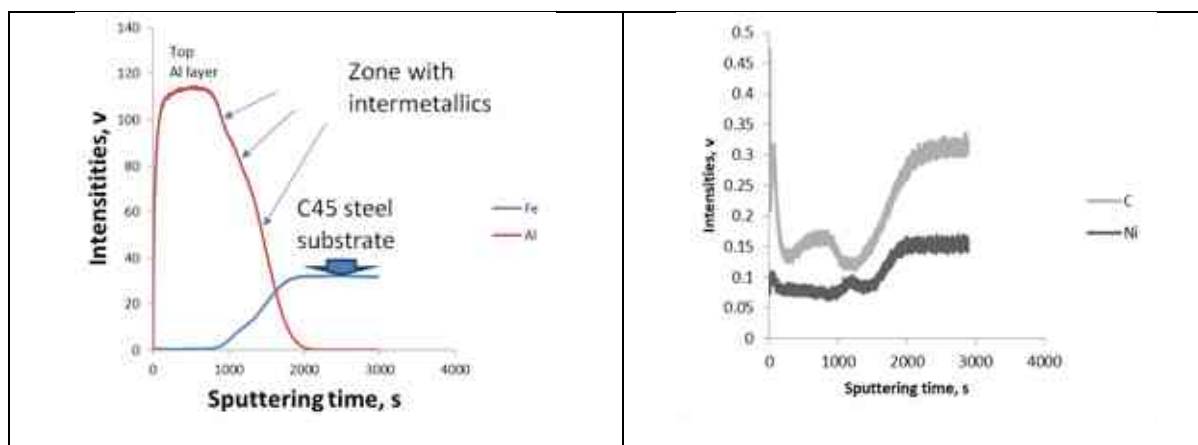 140
120
100
80
60
40
20
0
Intensitities, v
Top
Al layer
Zone with
intermetallics
C45 steel
substrate
Fe
Al
0 1000 2000 3000 4000
Sputtering time, s
0.5
0.45
0.4
0.35
0.3
0.25
0.2
0.15
0.1
0.05
0
Intensities, v
C
Ni
0 1000 2000 3000 4000
Sputtering time, s